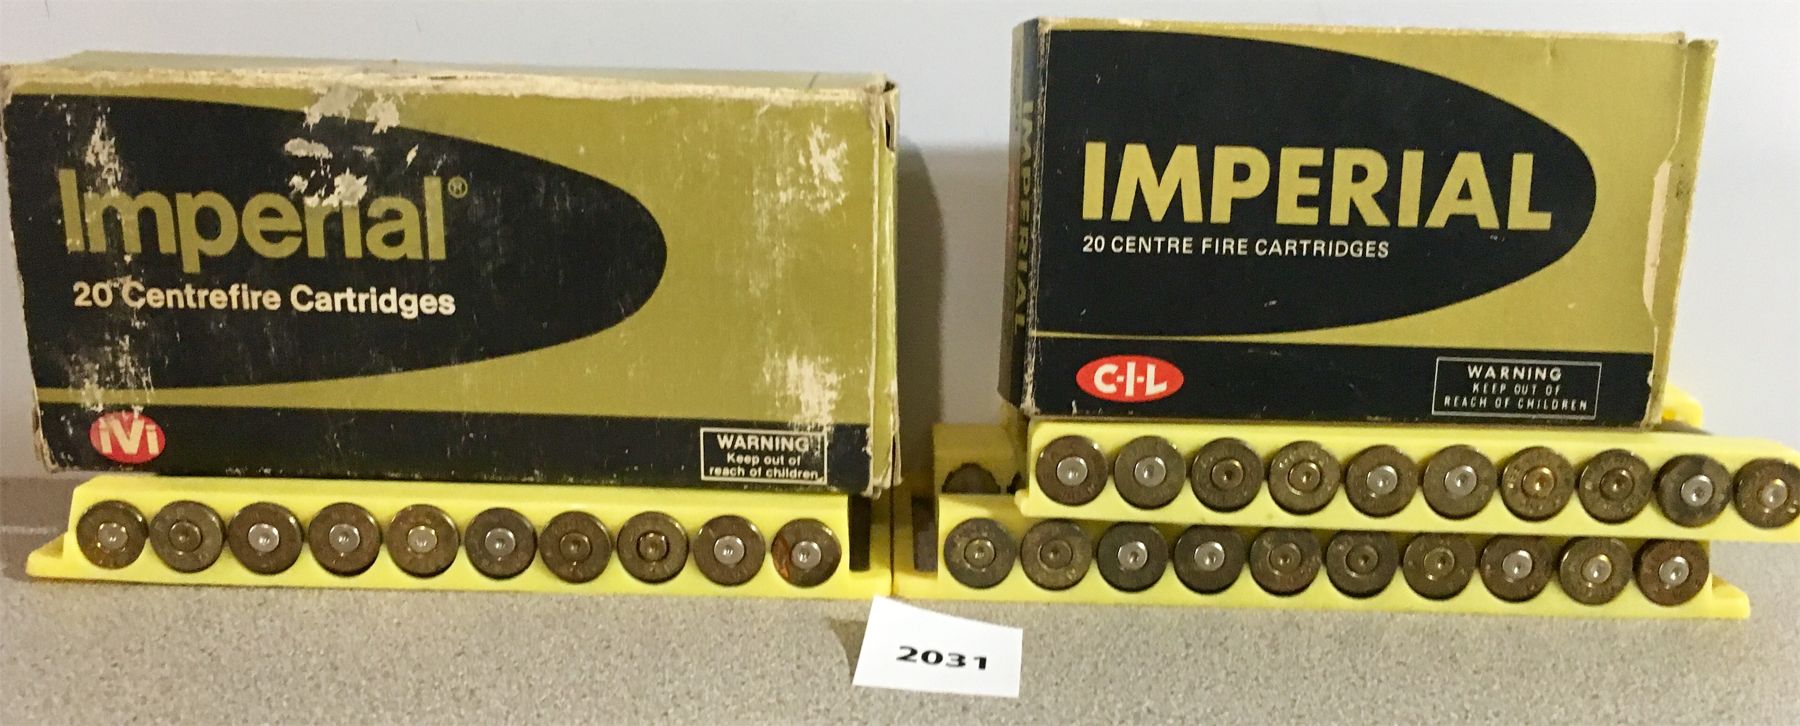 Imperial®
20 Centrefire Cartridges
iVi
WARNING
Keep out of
reach of children
IMPERIAL
IMPERIAL
20 CENTRE FIRE CARTRIDGES
C-I-L
WARNING
KEEP OUT OF
REACH OF CHILDREN
2031